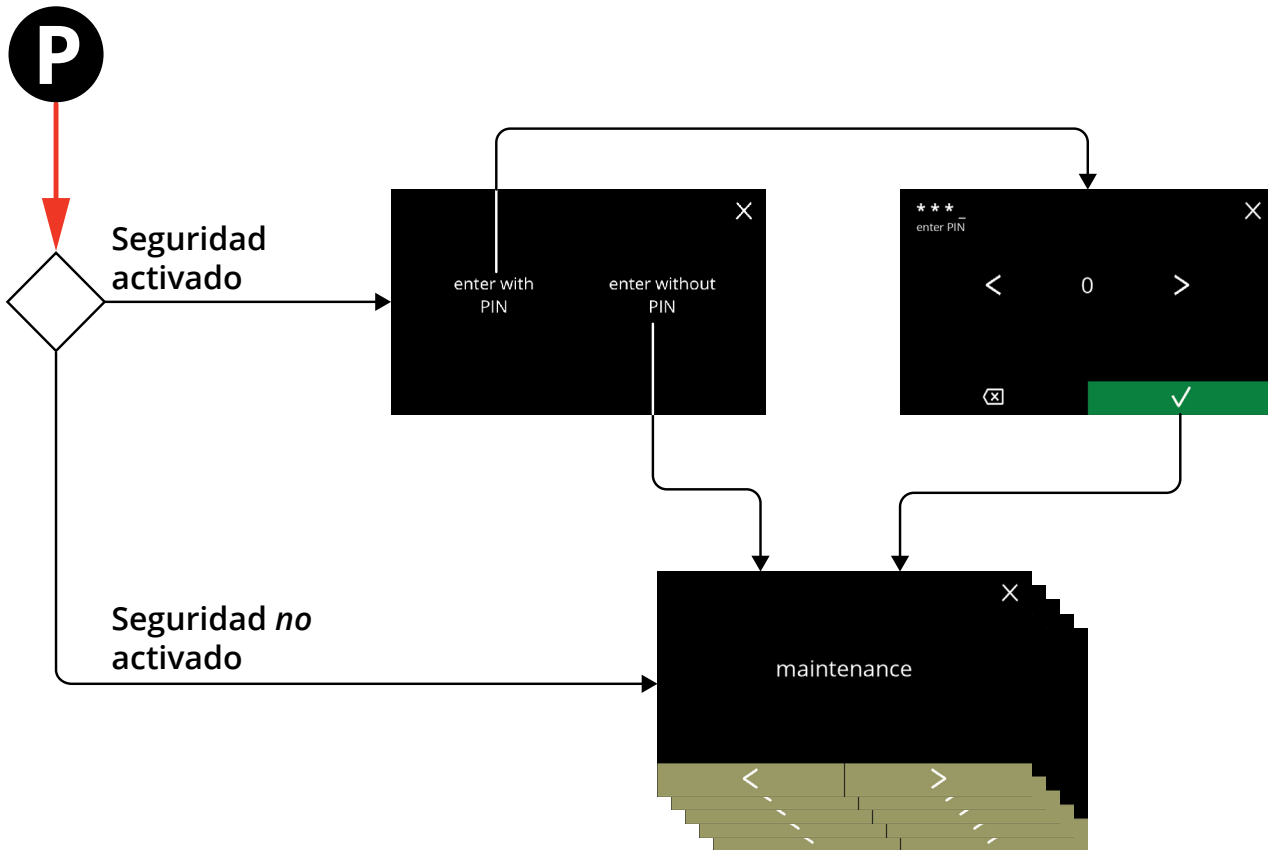 P
Seguridad
activado
enter with
PIN
enter without
PIN
* * * _
enter PIN
0
Seguridad no
activado
maintenance